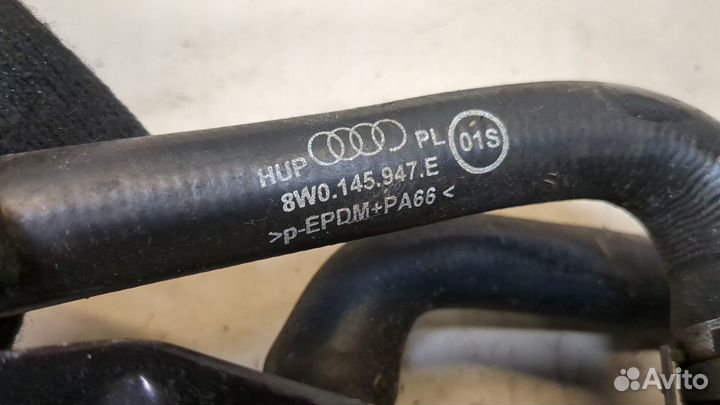 HUP PL 01S
8W0.145.947.E
>p-EPDM+PA66<
Avito